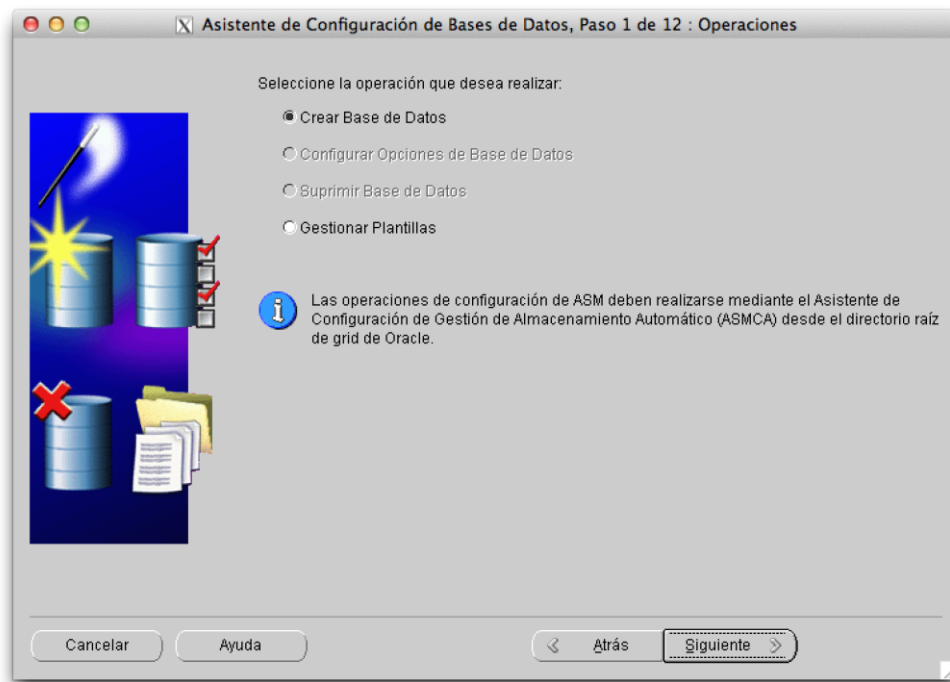 Asistente de Configuración de Bases de Datos, Paso 1 de 12 : Operaciones
Seleccione la operación que desea realizar:
Crear Base de Datos
Configurar Opciones de Base de Datos
Suprimir Base de Datos
Gestionar Plantillas
Las operaciones de configuración de ASM deben realizarse mediante el Asistente de
Configuración de Gestión de Almacenamiento Automático (ASMCA) desde el directorio raíz
de grid de Oracle.
Cancelar
Ayuda
Atrás
Siguiente